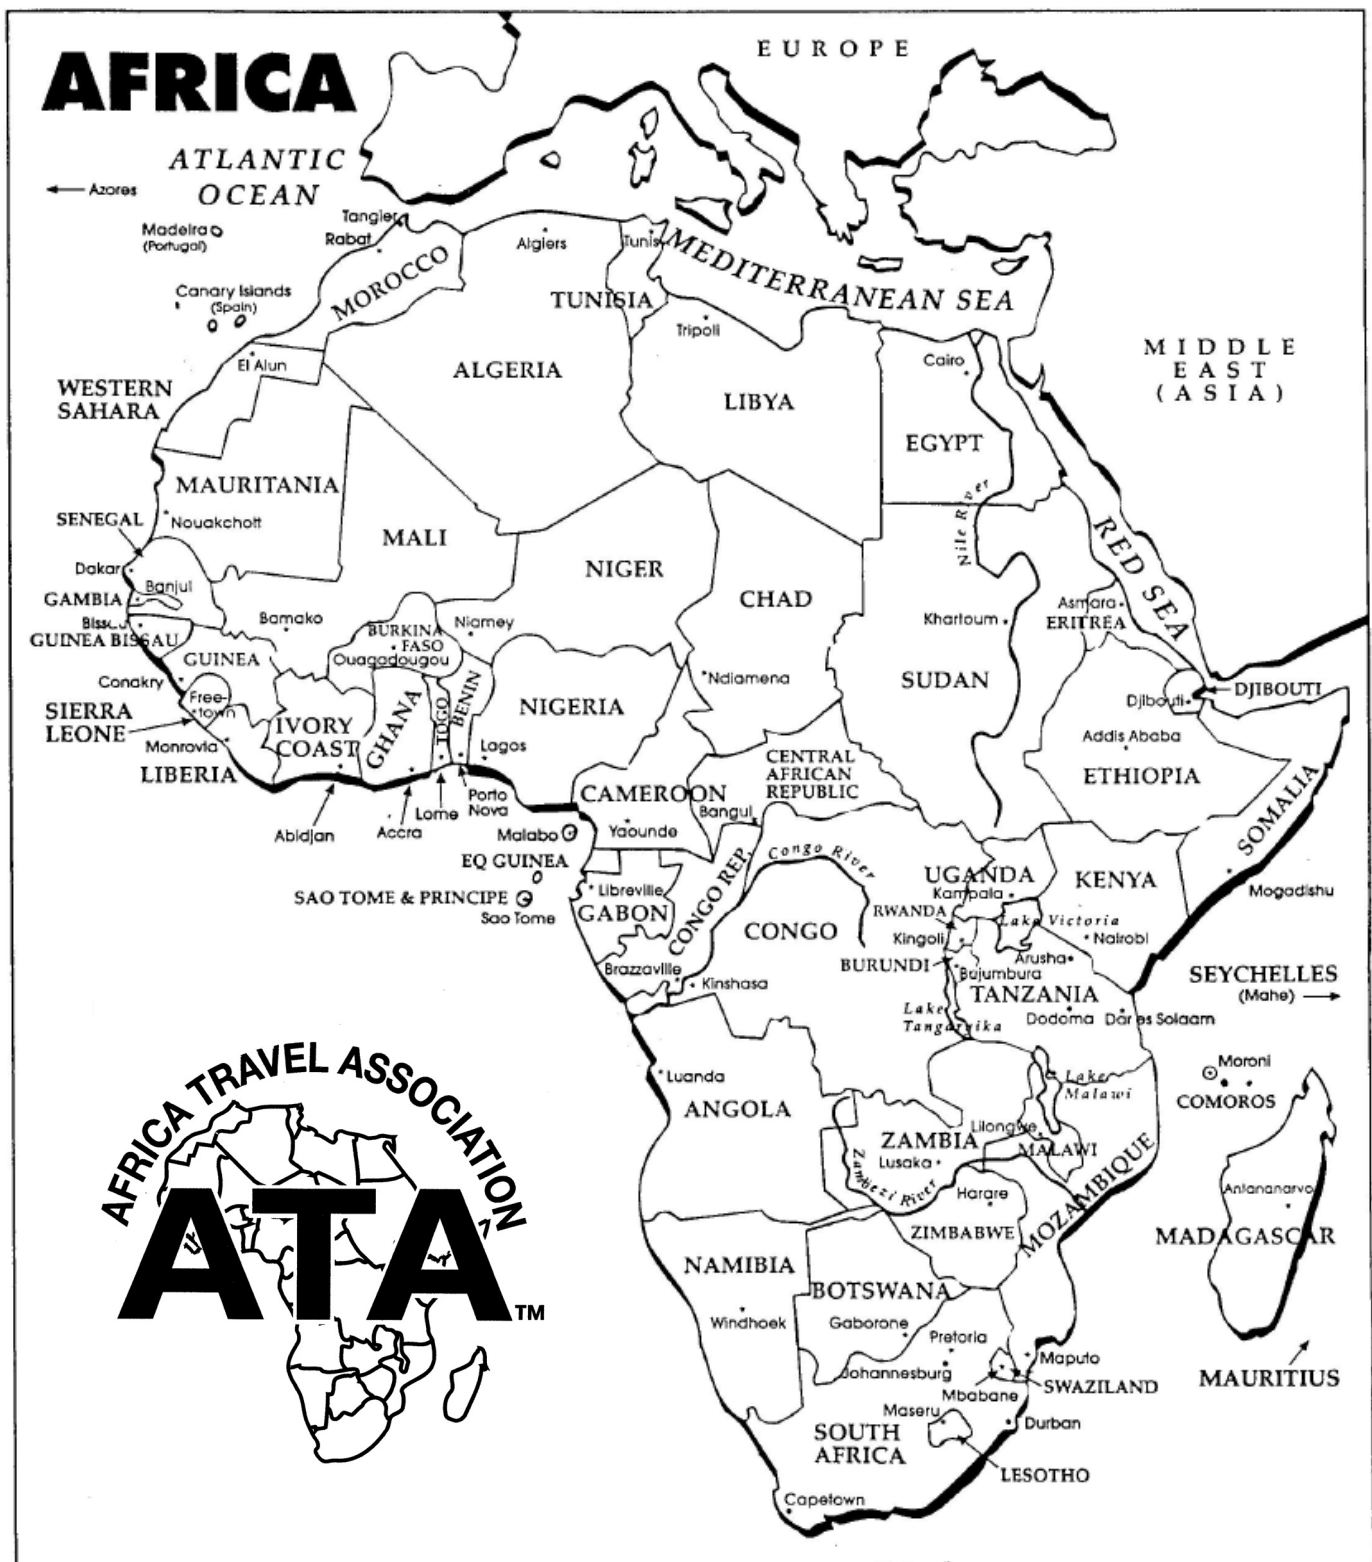 EUROPE
AFRICA
ATLANTIC
OCEAN
Azores
Madeira
(Portugal)
Tangier
Rabat
Algiers
Tunis
MEDITERRANEAN SEA
MOROCCO
Canary Islands
(Spain)
TUNISIA
Tripoli
MIDDLE
EAST
(ASIA)
El Alun
Cairo
WESTERN
SAHARA
ALGERIA
LIBYA
EGYPT
MAURITANIA
Nile River
SENEGAL
Nouakchott
MALI
RED SEA
Dakar
NIGER
Banjul
GAMBIA
CHAD
Asmara
ERITREA
Bamako
Niamey
Khartoum
GUINEA BISSAU
BURKINA
FASO
Ouagadougou
GUINEA
Conakry
Ndiamena
SUDAN
DJIBOUTI
Djibouti
Free-
town
SIERRA
LEONE
IVORY
COAST
GHANA
TOGO
BENIN
NIGERIA
Addis Ababa
Monrovia
Lagos
LIBERIA
CENTRAL
AFRICAN
REPUBLIC
ETHIOPIA
SOMALIA
CAMEROON
Porto
Nova
Lome
Bangui
Abidjan
Accra
Malabo
Yaounde
EQ GUINEA
CONGO REP.
Congo River
UGANDA
Kampala
KENYA
Mogadishu
Libreville
SAO TOME & PRINCIPE
Sao Tome
GABON
RWANDA
Lake Victoria
CONGO
Kingoli
Nairobi
Arusha
BURUNDI
Bujumbura
Brazzaville
Kinshasa
SEYCHELLES
(Mahe)
TANZANIA
Lake
Tanganyika
Dodoma
Dar es Solaam
Moroni
COMOROS
Lake
Malawi
Luanda
ANGOLA
AFRICA TRAVEL ASSOCIATION
ATA
TM
ZAMBIA
Lilongwe
MALAWI
Lusaka
Zambezi River
MOZAMBIQUE
Harare
ZIMBABWE
Antananarvo
MADAGASCAR
NAMIBIA
BOTSWANA
Windhoek
Gaborone
Pretoria
Johannesburg
Maputo
Mbabane
SWAZILAND
MAURITIUS
Maseru
SOUTH
AFRICA
Durban
LESOTHO
Capetown